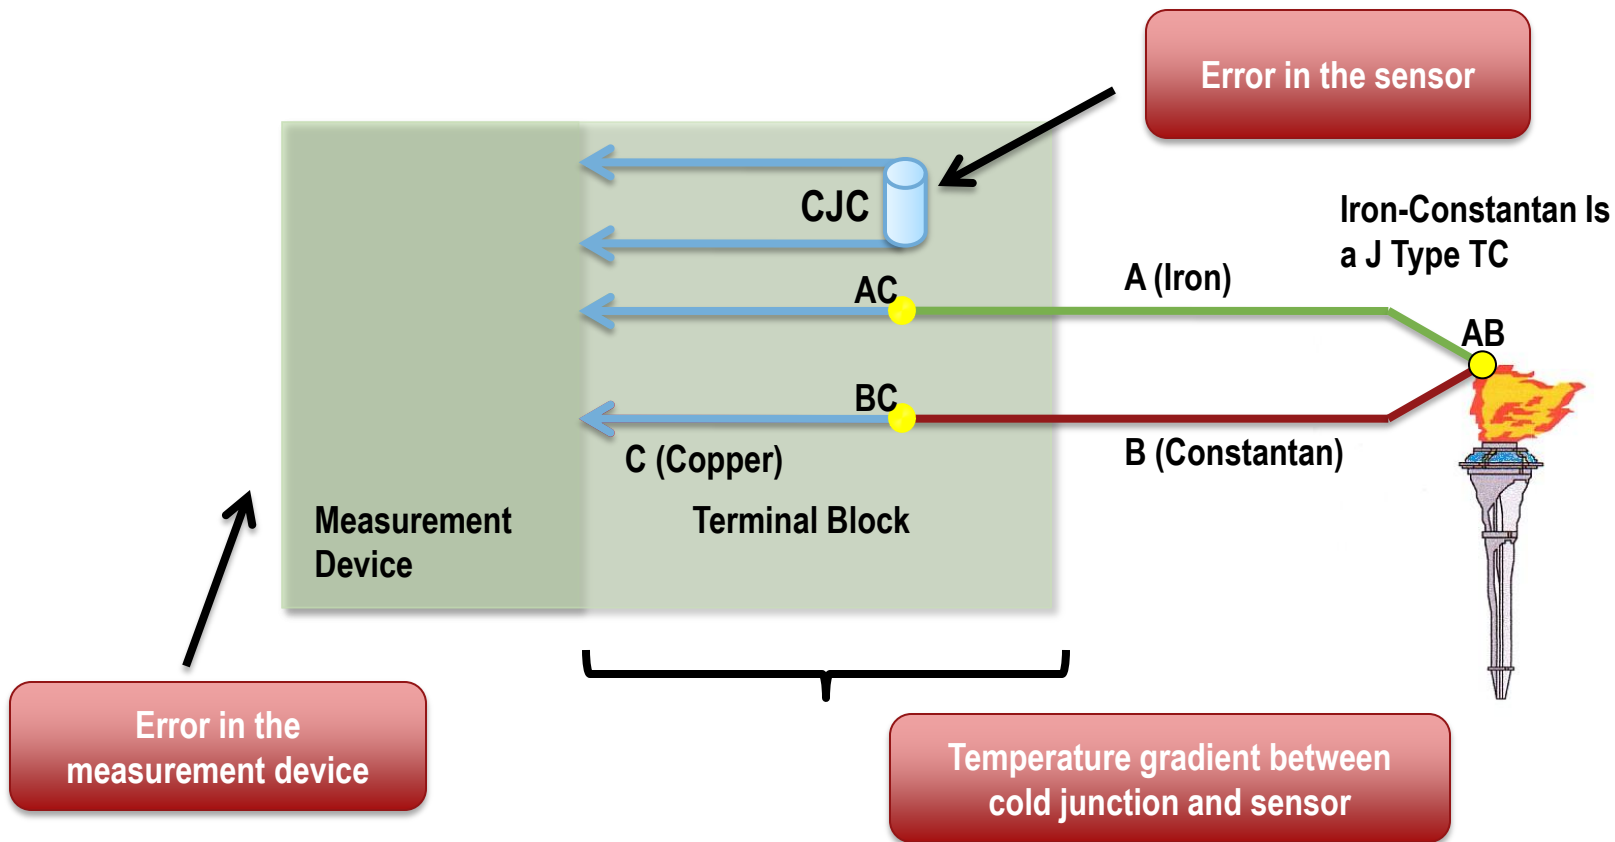 Error in the sensor
CJC
Iron-Constantan Is
a J Type TC
A (Iron)
AC
AB
BC
B (Constantan)
C (Copper)
Measurement
Device
Terminal Block
Error in the
measurement device
Temperature gradient between
cold junction and sensor